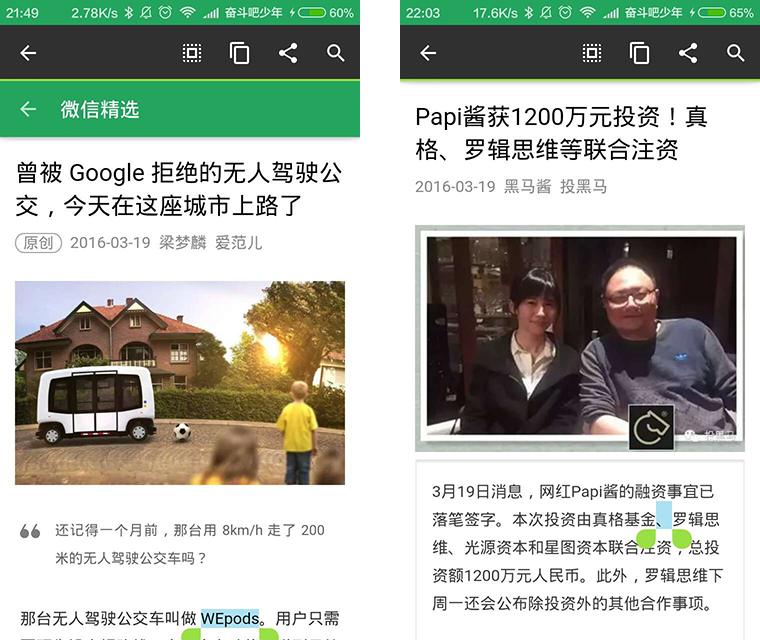 21:49 2.78K/s 奋斗吧少年 60%
微信精选
曾被 Google 拒绝的无人驾驶公
交，今天在这座城市上路了
原创 2016-03-19 梁梦麟 爱范儿
还记得一个月前，那台用 8km/h 走了 200
米的无人驾驶公交车吗？
那台无人驾驶公交车叫做 WEpods。用户只需
22:03 17.6K/s 奋斗吧少年 65%
Papi酱获1200万元投资！真
格、罗辑思维等联合注资
2016-03-19 黑马酱 投黑马
投黑马
3月19日消息，网红Papi酱的融资事宜已
落笔签字。本次投资由真格基金、罗辑思
维、光源资本和星图资本联合注资，总投
资额1200万元人民币。此外，罗辑思维下
周一还会公布除投资外的其他合作事项。